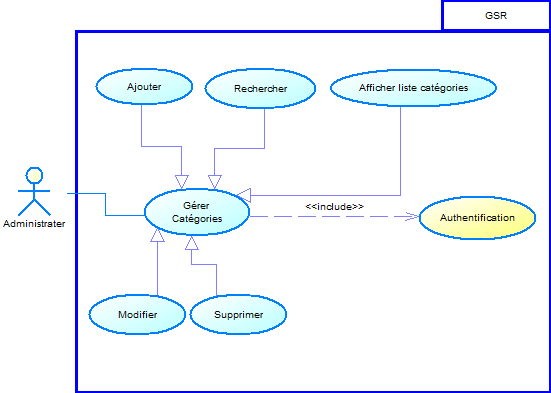 GSR
Ajouter
Rechercher
Afficher liste catégories
Administrater
Gérer
Catégories
<<include>>
Authentification
Modifier
Supprimer